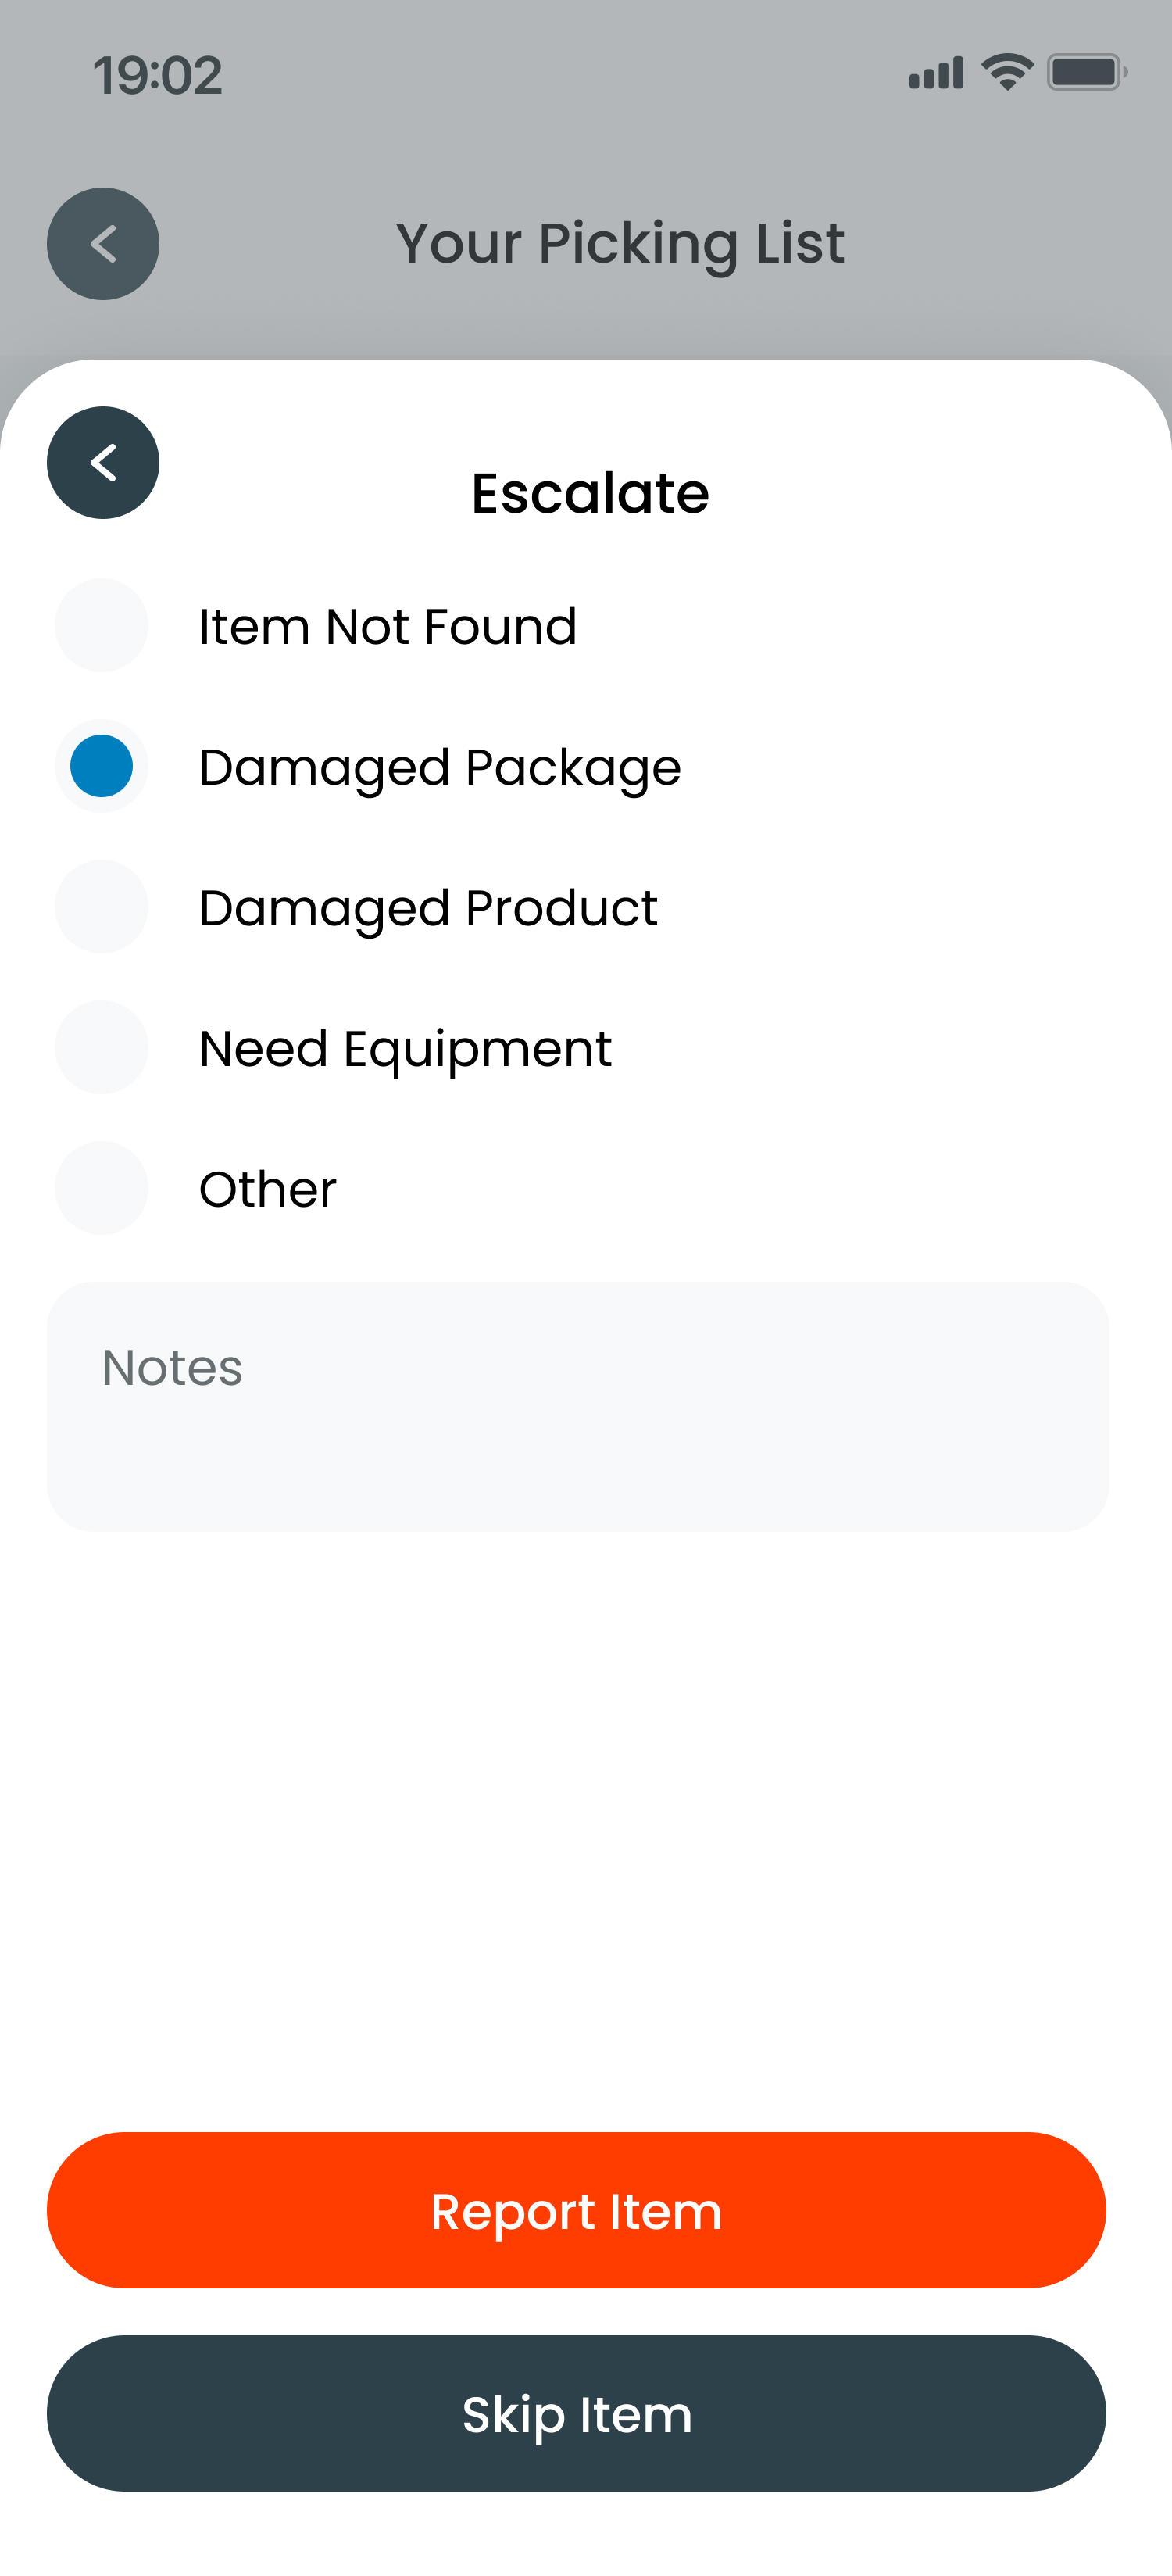 19:02
Your Picking List
Escalate
Item Not Found
Damaged Package
Damaged Product
Need Equipment
Other
Notes
Report Item
Skip Item